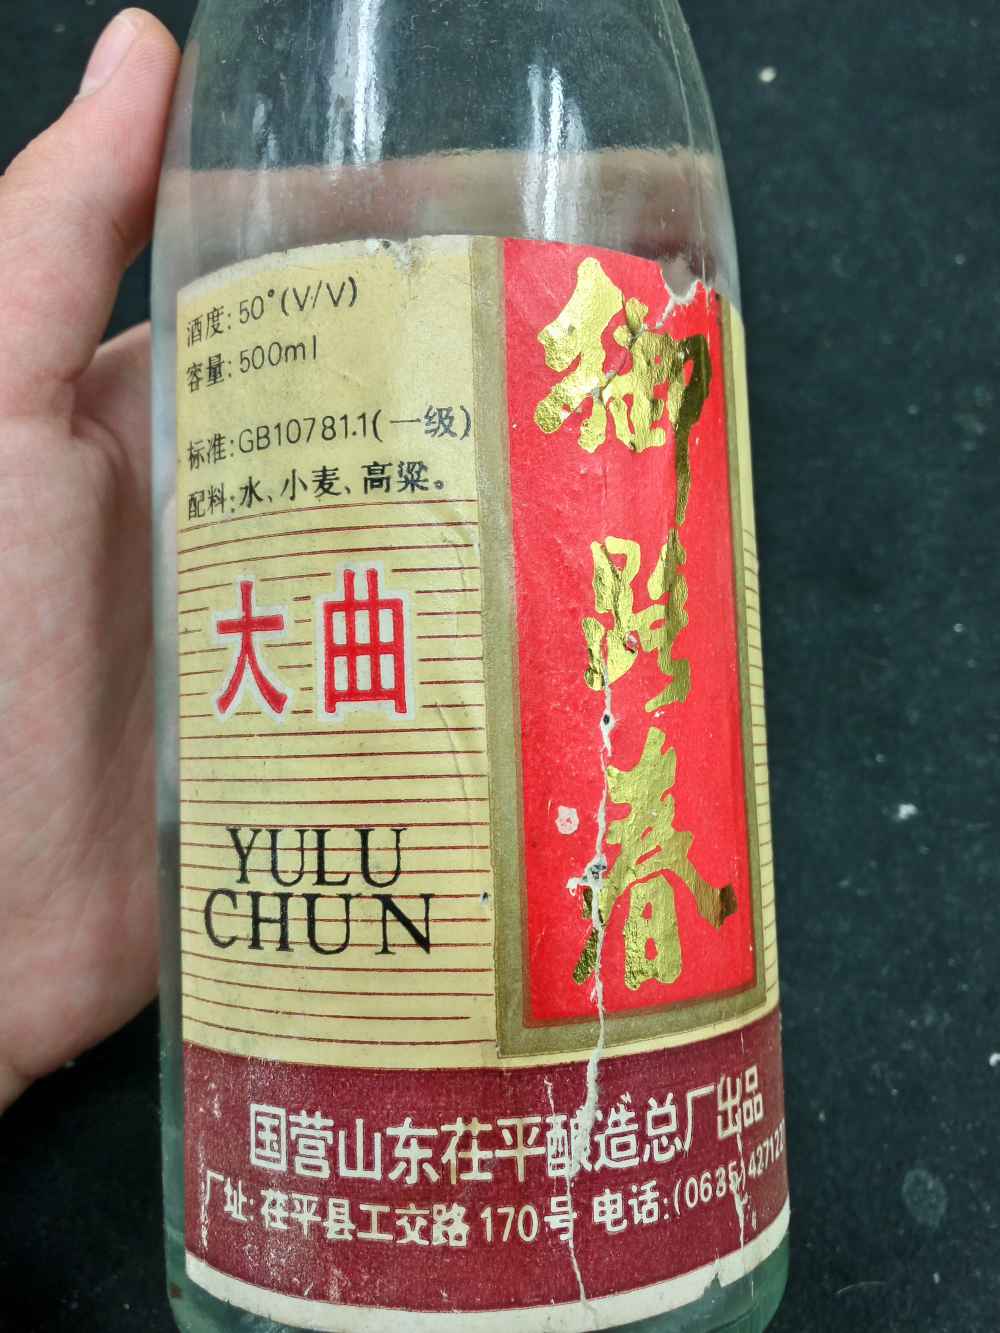 酒度:50°(V/V)
容量:500ml
标准:GB10781.1(一级)
配料:水、小麦、高粱。
大曲
YULU
CHUN
御路春
国营山东茌平酿造总厂出品
厂址:茌平县工交路170号 电话:(0635)427120